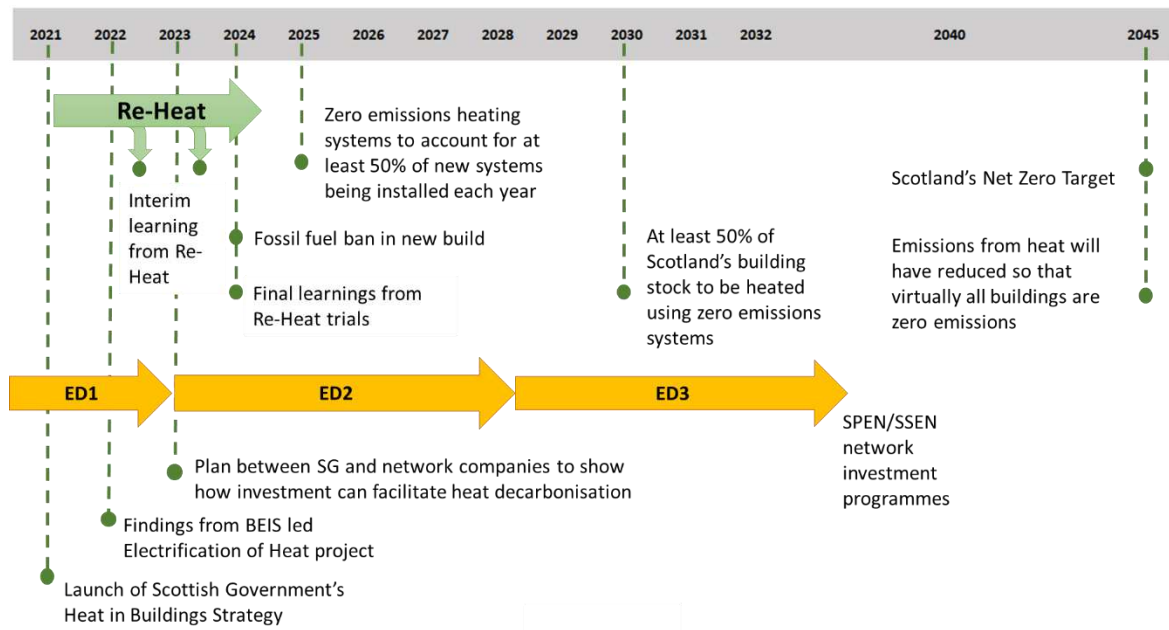 2021 2022 2023 2024 2025 2026 2027 2028 2029 2030 2031 2032 2040 2045
Re-Heat
Zero emissions heating
systems to account for at
least 50% of new systems
being installed each year
Interim
learning
from Re-
Heat
Fossil fuel ban in new build
Final learnings from
Re-Heat trials
At least 50% of
Scotland's building
stock to be heated
using zero emissions
systems
Scotland's Net Zero Target
Emissions from heat will
have reduced so that
virtually all buildings are
zero emissions
ED1 ED2 ED3
SPEN/SSEN
network
investment
programmes
Plan between SG and network companies to show
how investment can facilitate heat decarbonisation
Findings from BEIS led
Electrification of Heat project
Launch of Scottish Government's
Heat in Buildings Strategy